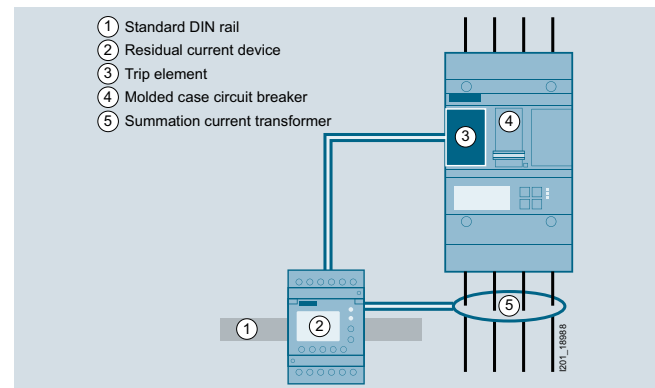 1 Standard DIN rail
2 Residual current device
3 Trip element
4 Molded case circuit breaker
5 Summation current transformer
3
4
1
2
5
I201_18988